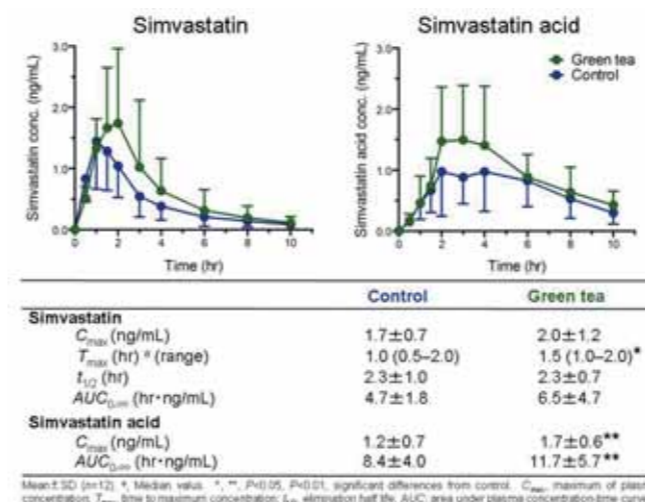 Simvastatin
Simvastatin acid
Simvastatin conc. (ng/mL)
3.0
2.0
1.0
0.0
0 2 4 6 8 10
Time (hr)
Simvastatin acid conc. (ng/mL)
3.0
2.0
1.0
0.0
0 2 4 6 8 10
Time (hr)
Green tea
Control
Control Green tea
Simvastatin
Cmax (ng/mL) 1.7±0.7 2.0±1.2
Tmax (hr) a (range) 1.0 (0.5–2.0) 1.5 (1.0–2.0)*
t1/2 (hr) 2.3±1.0 2.3±0.7
AUC0-∞ (hr·ng/mL) 4.7±1.8 6.5±4.7
Simvastatin acid
Cmax (ng/mL) 1.2±0.7 1.7±0.6**
AUC0-∞ (hr·ng/mL) 8.4±4.0 11.7±5.7**
Mean±SD (n=12). a, Median value. *, **, P<0.05, P<0.01, significant differences from control. Cmax, maximum of plasm
concentration. Tmax, time to maximum concentration; t1/2, elimination half life. AUC: area under plasma concentration-time curve